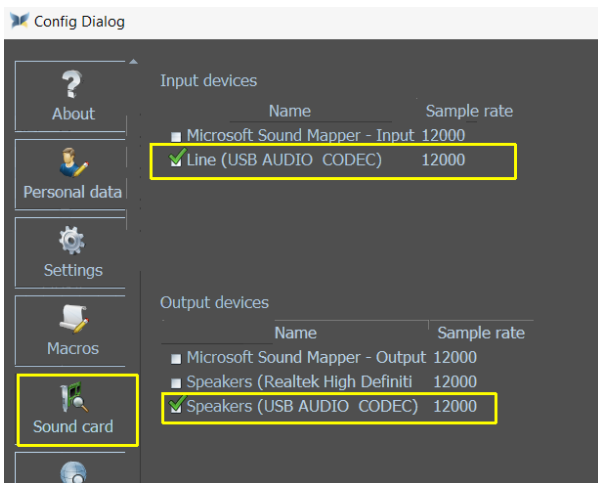 Config Dialog
About
Personal data
Settings
Macros
Sound card
Input devices
Name Sample rate
Microsoft Sound Mapper - Input 12000
Line (USB AUDIO  CODEC) 12000
Output devices
Name Sample rate
Microsoft Sound Mapper - Output 12000
Speakers (Realtek High Definiti 12000
Speakers (USB AUDIO  CODEC) 12000